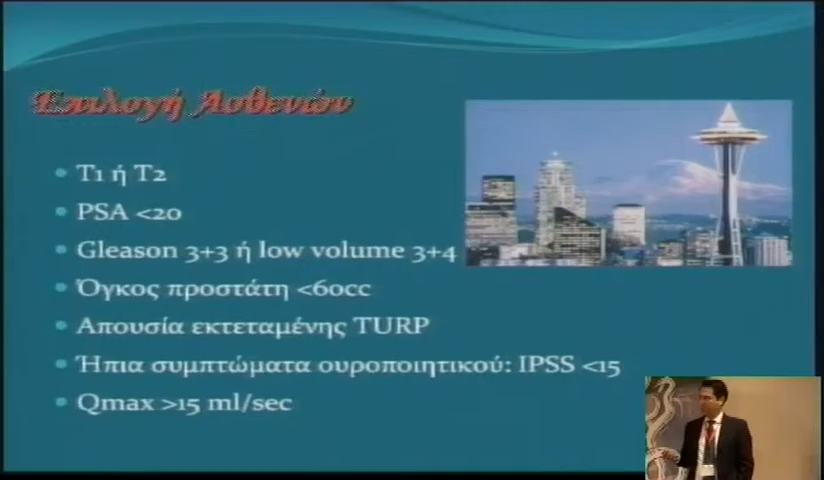 Επιλογή Ασθενών
T1 ή T2
PSA <20
Gleason 3+3 ή low volume 3+4
Όγκος προστάτη <60cc
Απουσία εκτεταμένης TURP
Ήπια συμπτώματα ουροποιητικού: IPSS <15
Qmax >15 ml/sec